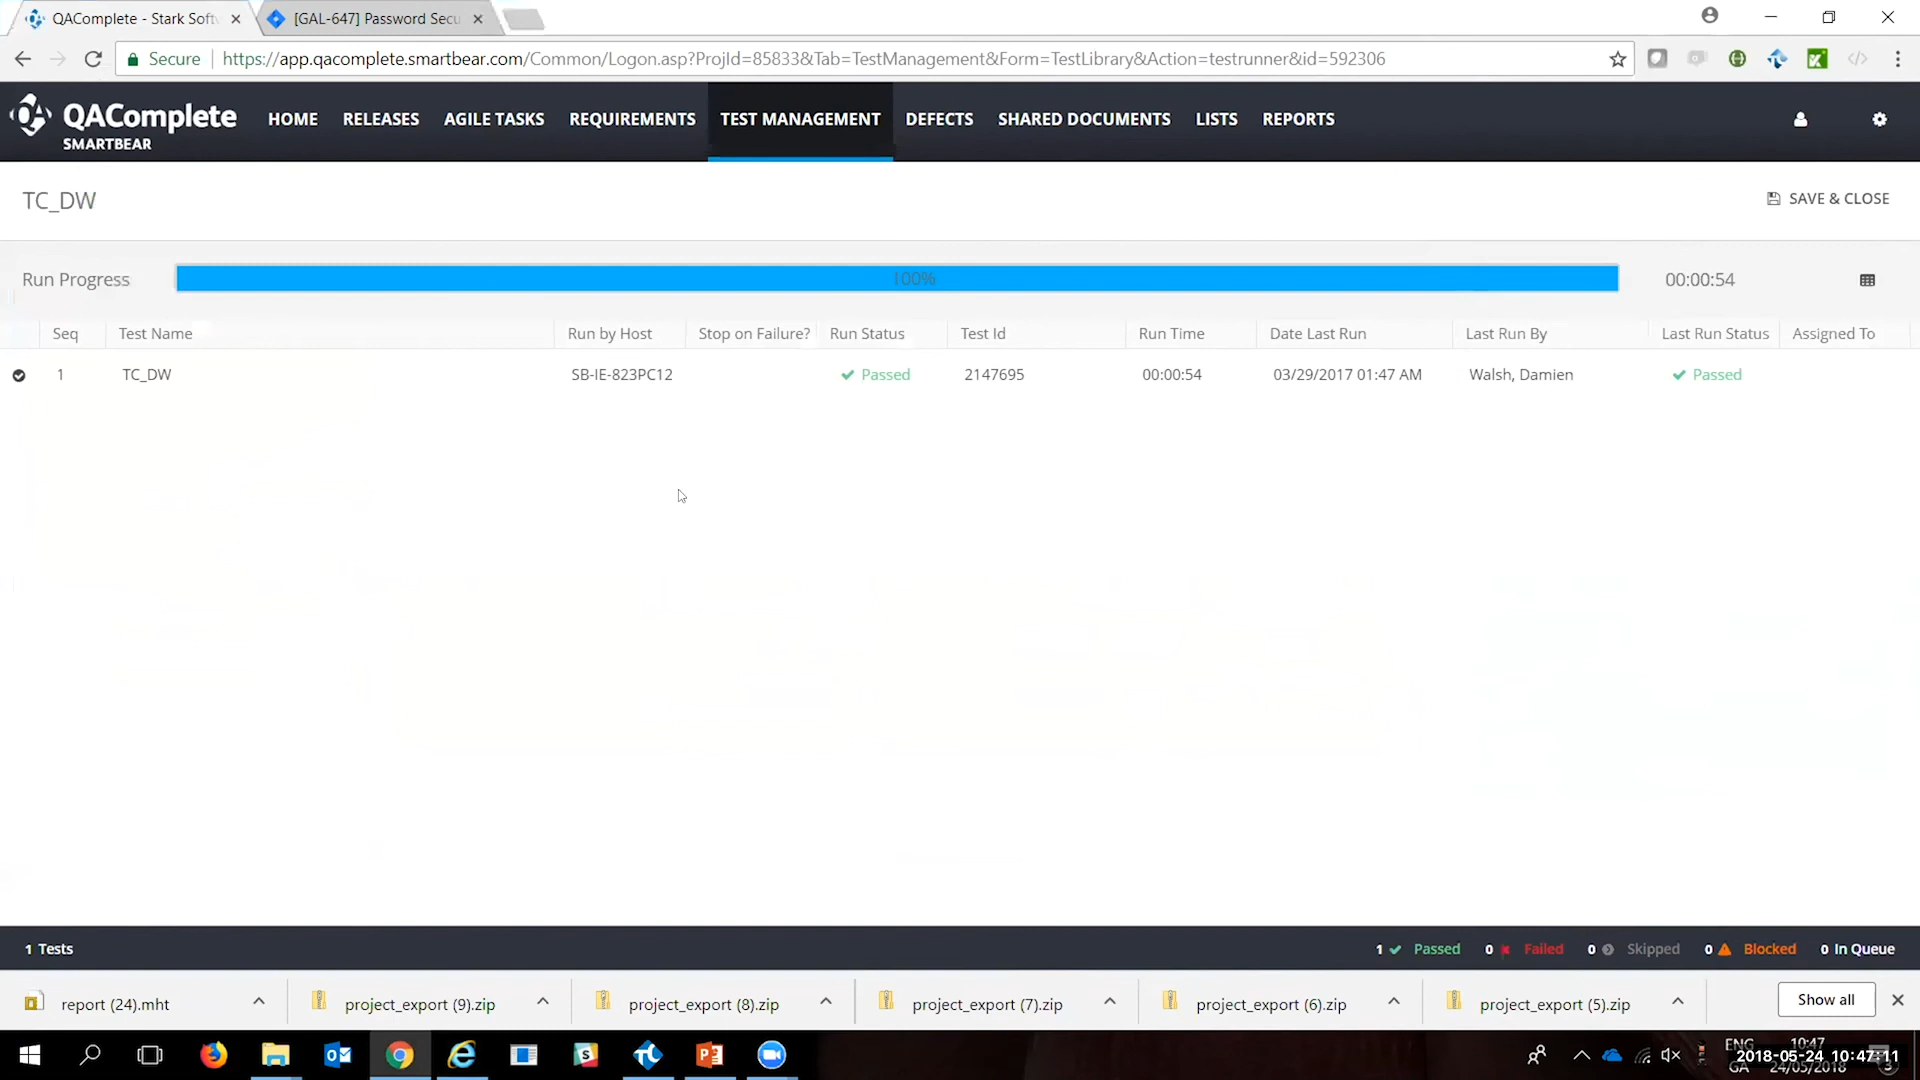 QAComplete - Stark Soft
[GAL-647] Password Secu
Secure
https://app.qacomplete.smartbear.com/Common/Logon.asp?ProjId=85833&Tab=TestManagement&Form=TestLibrary&Action=testrunner&id=592306
QAComplete
SMARTBEAR
HOME
RELEASES
AGILE TASKS
REQUIREMENTS
TEST MANAGEMENT
DEFECTS
SHARED DOCUMENTS
LISTS
REPORTS
TC_DW
SAVE & CLOSE
Run Progress
100%
00:00:54
Seq
Test Name
Run by Host
Stop on Failure?
Run Status
Test Id
Run Time
Date Last Run
Last Run By
Last Run Status
Assigned To
1
TC_DW
SB-IE-823PC12
Passed
2147695
00:00:54
03/29/2017 01:47 AM
Walsh, Damien
Passed
1 Tests
1 Passed
0 Failed
0 Skipped
0 Blocked
0 In Queue
report (24).mht
project_export (9).zip
project_export (8).zip
project_export (7).zip
project_export (6).zip
project_export (5).zip
Show all
ENG
GA
10:47
24/05/2018
2018-05-24 10:47:11
3